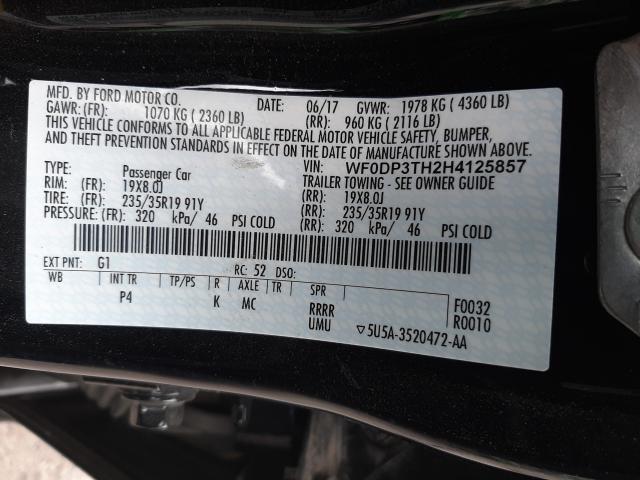 MFD. BY FORD MOTOR CO. DATE: 06/17 GVWR: 1978 KG ( 4360 LB)
GAWR: (FR): 1070 KG ( 2360 LB) (RR): 960 KG ( 2116 LB)
THIS VEHICLE CONFORMS TO ALL APPLICABLE FEDERAL MOTOR VEHICLE SAFETY, BUMPER,
AND THEFT PREVENTION STANDARDS IN EFFECT ON THE DATE OF MANUFACTURE SHOWN ABOVE.
VIN: WF0DP3TH2H4125857
TYPE: Passenger Car TRAILER TOWING - SEE OWNER GUIDE
RIM: (FR): 19X8.0J (RR): 19X8.0J
TIRE: (FR): 235/35R19 91Y (RR): 235/35R19 91Y
PRESSURE: (FR): 320 kPa/ 46 PSI COLD (RR): 320 kPa/ 46 PSI COLD
EXT PNT: G1 RC: 52 DSO:
WB INT TR TP/PS R AXLE TR SPR
P4 K MC RRRR F0032
UMU R0010
▽5U5A-3520472-AA